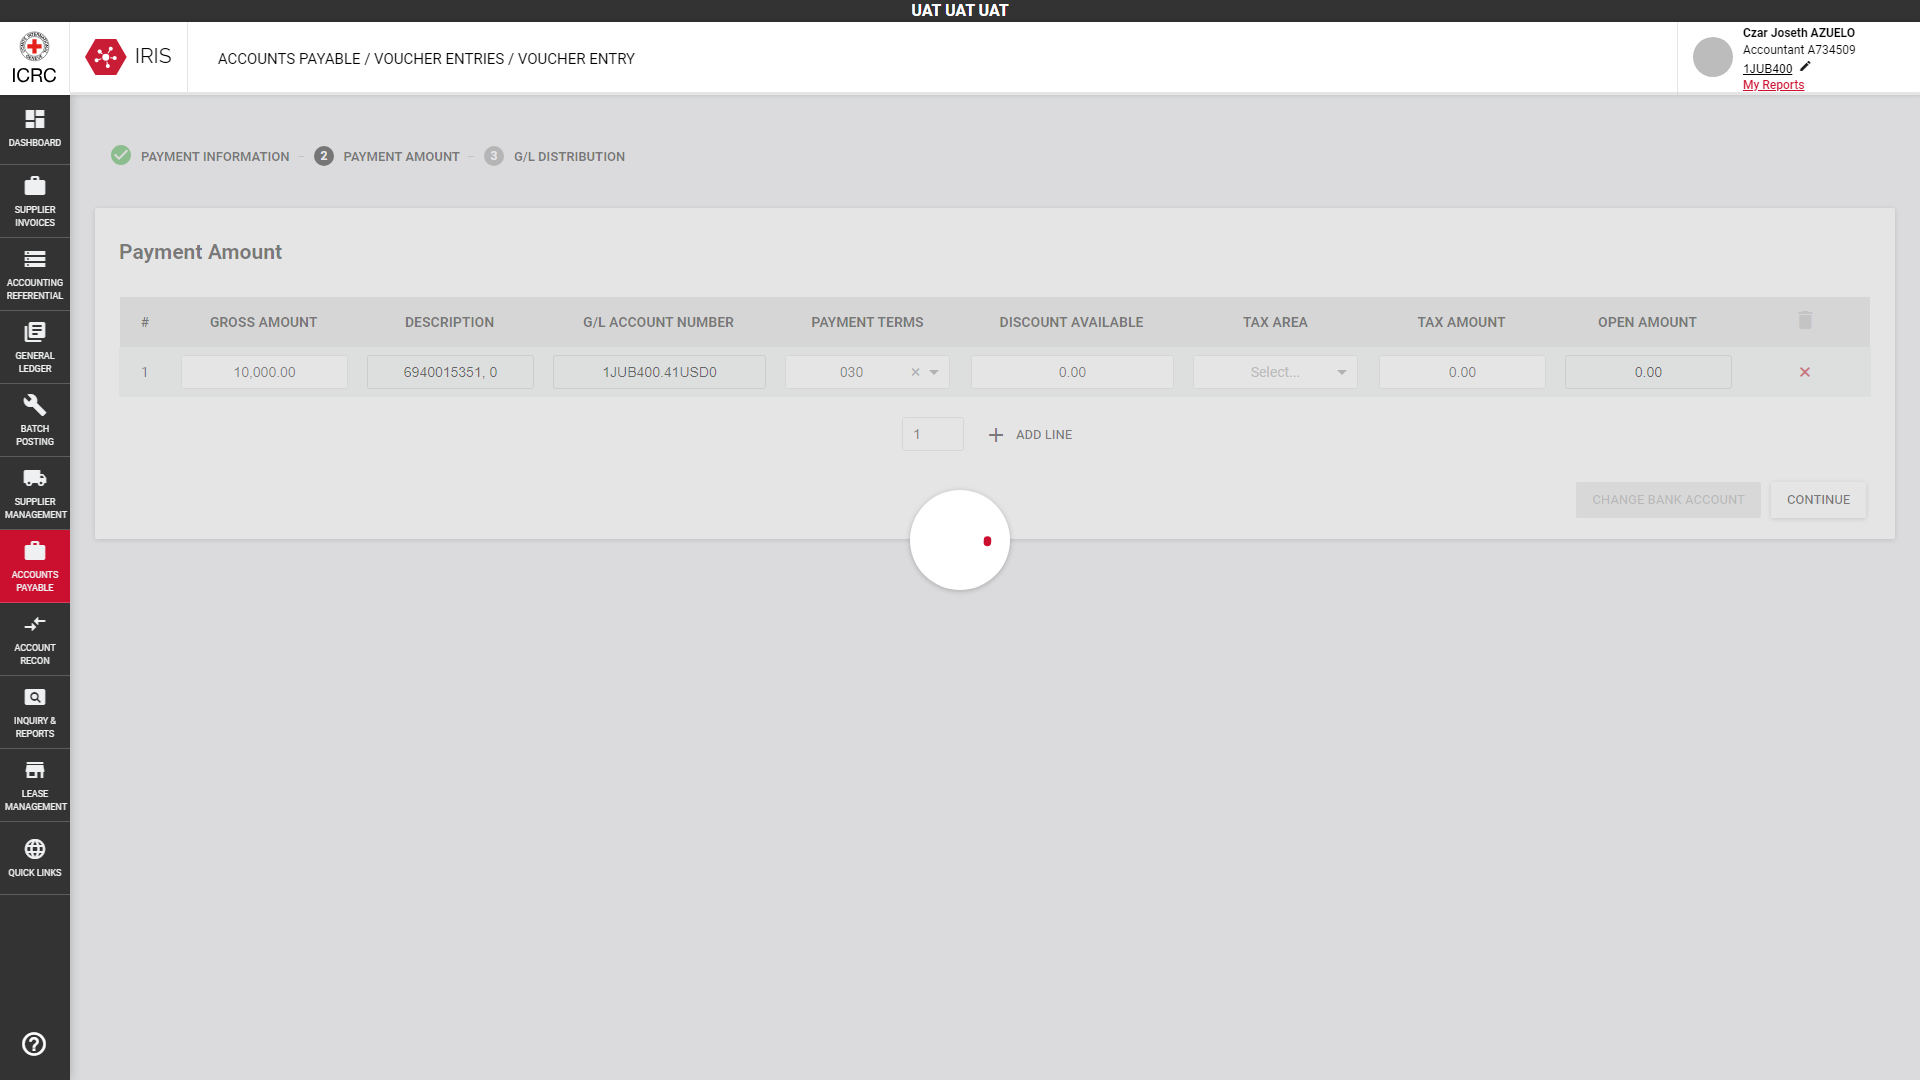 UAT UAT UAT
ICRC
IRIS
ACCOUNTS PAYABLE / VOUCHER ENTRIES / VOUCHER ENTRY
Czar Joseth AZUELO
Accountant A734509
1JUB400
My Reports
DASHBOARD
SUPPLIER
INVOICES
ACCOUNTING
REFERENTIAL
GENERAL
LEDGER
BATCH
POSTING
SUPPLIER
MANAGEMENT
ACCOUNTS
PAYABLE
ACCOUNT
RECON
INQUIRY &
REPORTS
LEASE
MANAGEMENT
QUICK LINKS
PAYMENT INFORMATION
2 PAYMENT AMOUNT
3 G/L DISTRIBUTION
Payment Amount
# GROSS AMOUNT DESCRIPTION G/L ACCOUNT NUMBER PAYMENT TERMS DISCOUNT AVAILABLE TAX AREA TAX AMOUNT OPEN AMOUNT
1 10,000.00 6940015351, 0 1JUB400.41USD0 030 0.00 Select... 0.00 0.00
1 ADD LINE
CHANGE BANK ACCOUNT CONTINUE